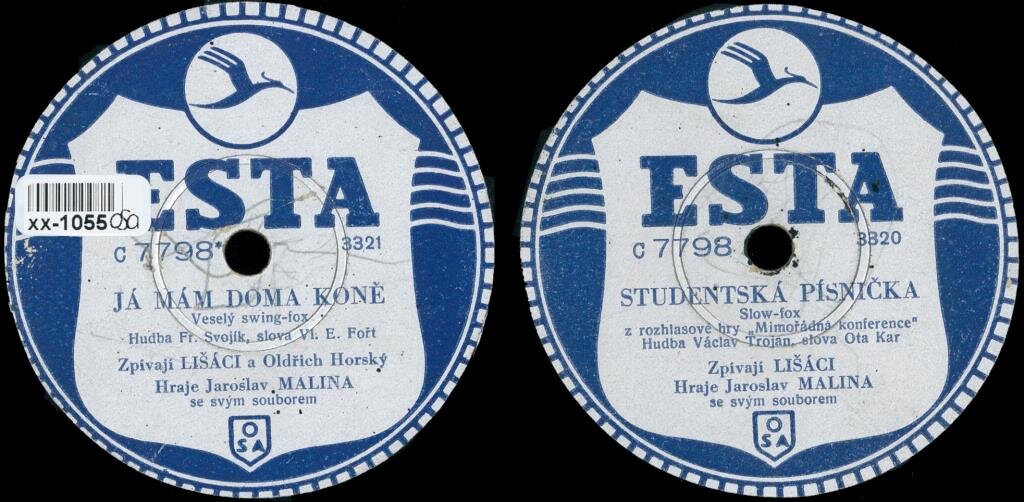 ESTA
xx-1055
C 7798*
3321
JÁ MÁM DOMA KONĚ
Veselý swing-fox
Hudba Fr. Svojík, slova Vl. E. Fořt
Zpívají LIŠÁCI a Oldřich Horský
Hraje Jaroslav MALINA
se svým souborem
OSA
ESTA
C 7798
3320
STUDENTSKÁ PÍSNIČKA
Slow-fox
z rozhlasové hry „Mimořádná konference"
Hudba Václav Trojan, slova Ota Kar
Zpívají LIŠÁCI
Hraje Jaroslav MALINA
se svým souborem
OSA